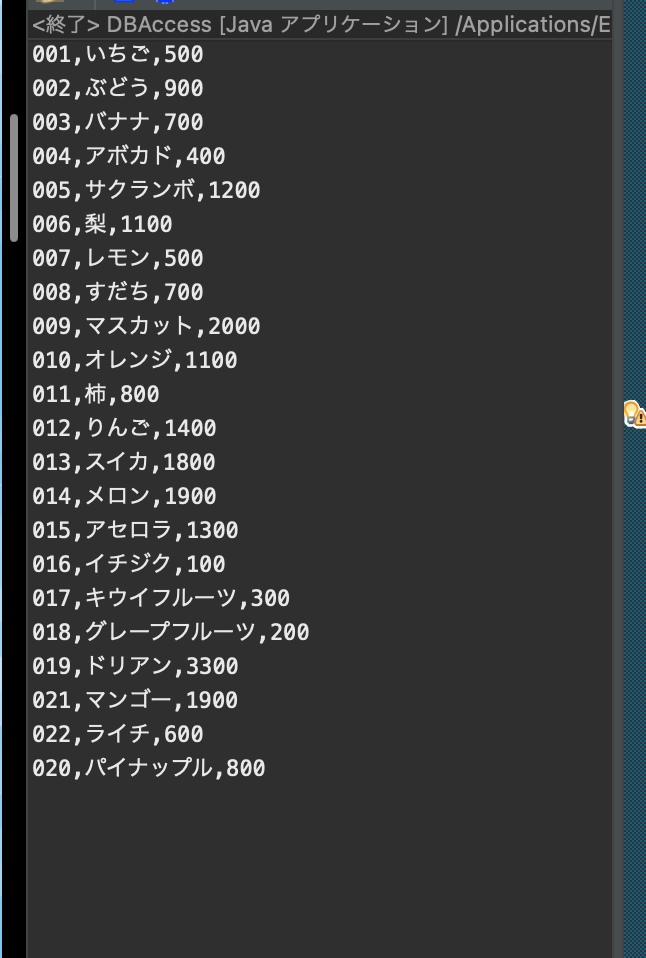 <終了> DBAccess [Java アプリケーション] /Applications/E
001,いちご,500
002,ぶどう,900
003,バナナ,700
004,アボカド,400
005,サクランボ,1200
006,梨,1100
007,レモン,500
008,すだち,700
009,マスカット,2000
010,オレンジ,1100
011,柿,800
012,りんご,1400
013,スイカ,1800
014,メロン,1900
015,アセロラ,1300
016,イチジク,100
017,キウイフルーツ,300
018,グレープフルーツ,200
019,ドリアン,3300
021,マンゴー,1900
022,ライチ,600
020,パイナップル,800